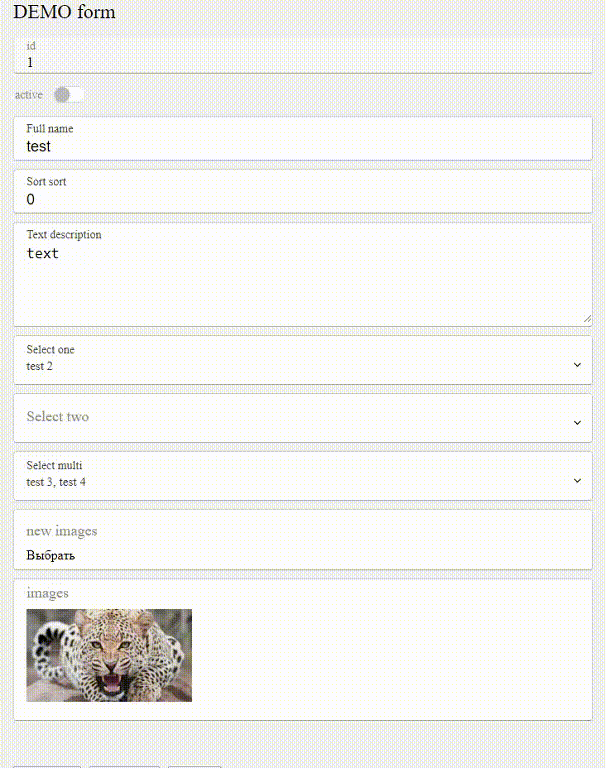 DEMO form
id
1
active
Full name
test
Sort sort
0
Text description
text
Select one
test 2
Select two
Select multi
test 3, test 4
new images
Выбрать
images